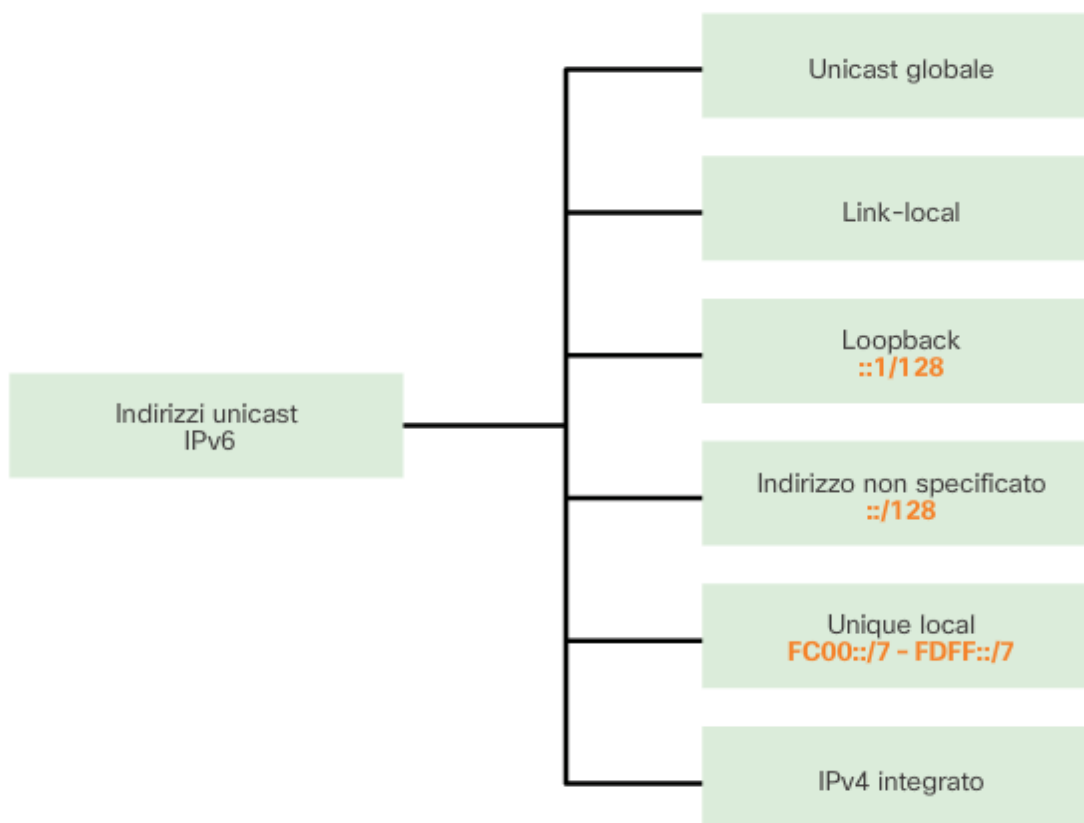 Unicast globale
Link-local
Loopback
::1/128
Indirizzi unicast
IPv6
Indirizzo non specificato
::/128
Unique local
FC00::/7 - FDFF::/7
IPv4 integrato